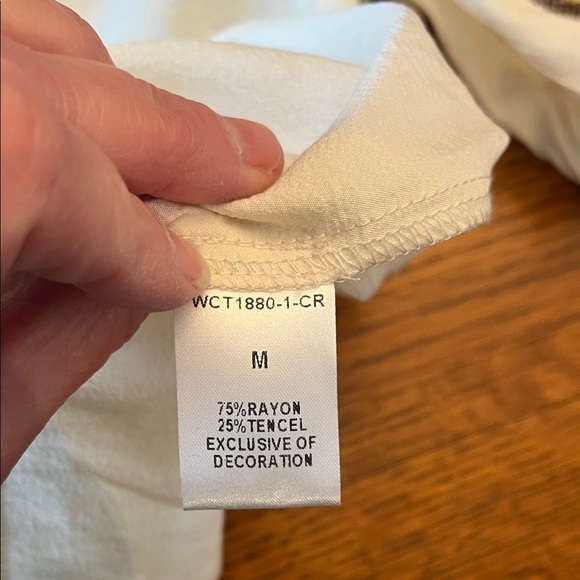 WCT1880-1-CR
M
75%RAYON
25%TENCEL
EXCLUSIVE OF
DECORATION